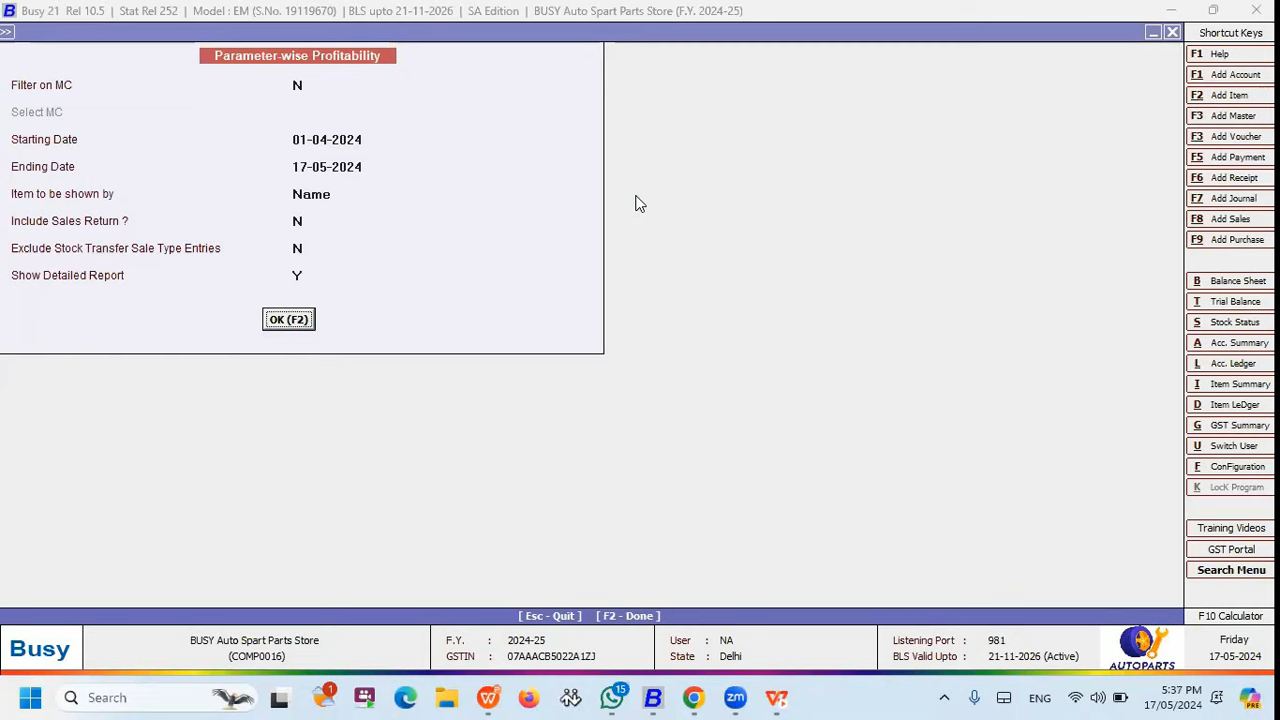 Busy 21 Rel 10.5 | Stat Rel 252 | Model : EM (S.No. 19119670) | BLS upto 21-11-2026 | SA Edition | BUSY Auto Spart Parts Store (F.Y. 2024-25)
>>
Parameter-wise Profitability
Filter on MC N
Select MC
Starting Date 01-04-2024
Ending Date 17-05-2024
Item to be shown by Name
Include Sales Return ? N
Exclude Stock Transfer Sale Type Entries N
Show Detailed Report Y
OK (F2)
Shortcut Keys
F1 Help
F1 Add Account
F2 Add Item
F3 Add Master
F3 Add Voucher
F5 Add Payment
F6 Add Receipt
F7 Add Journal
F8 Add Sales
F9 Add Purchase
B Balance Sheet
T Trial Balance
S Stock Status
A Acc. Summary
L Acc. Ledger
I Item Summary
D Item LeDger
G GST Summary
U Switch User
F ConFiguration
K LocK Program
Training Videos
GST Portal
Search Menu
[ Esc - Quit ] [ F2 - Done ]
F10 Calculator
Busy
BUSY Auto Spart Parts Store
(COMP0016)
F.Y. : 2024-25
GSTIN : 07AAACB5022A1ZJ
User : NA
State : Delhi
Listening Port : 981
BLS Valid Upto : 21-11-2026 (Active)
AUTOPARTS
Friday
17-05-2024
Search
1
15
ENG
5:37 PM
17/05/2024
PRE